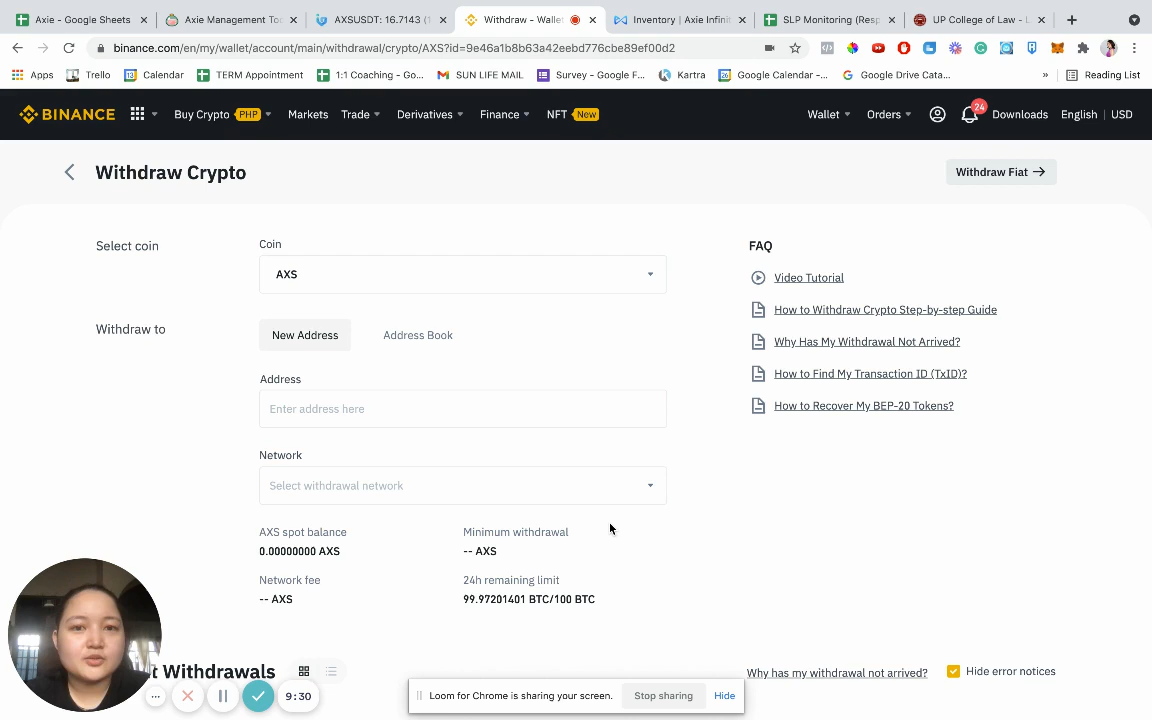 Axie - Google Sheets
Axie Management To
AXSUSDT: 16.7143 (1
Withdraw - Walle
Inventory | Axie Infini
SLP Monitoring (Resp
UP College of Law - L
binance.com/en/my/wallet/account/main/withdrawal/crypto/AXS?id=9e46a1b8b63a42eebd776cbe89ef00d2
Apps Trello Calendar TERM Appointment 1:1 Coaching - Go... SUN LIFE MAIL Survey - Google F... Kartra Google Calendar -... Google Drive Cata... » Reading List
BINANCE Buy Crypto PHP Markets Trade Derivatives Finance NFT New Wallet Orders 24 Downloads English | USD
Withdraw Crypto
Withdraw Fiat →
Select coin
Coin
AXS
Withdraw to
New Address Address Book
Address
Enter address here
Network
Select withdrawal network
AXS spot balance
0.00000000 AXS
Minimum withdrawal
-- AXS
Network fee
-- AXS
24h remaining limit
99.97201401 BTC/100 BTC
FAQ
Video Tutorial
How to Withdraw Crypto Step-by-step Guide
Why Has My Withdrawal Not Arrived?
How to Find My Transaction ID (TxID)?
How to Recover My BEP-20 Tokens?
t Withdrawals
Why has my withdrawal not arrived?
Hide error notices
9:30
Loom for Chrome is sharing your screen. Stop sharing Hide